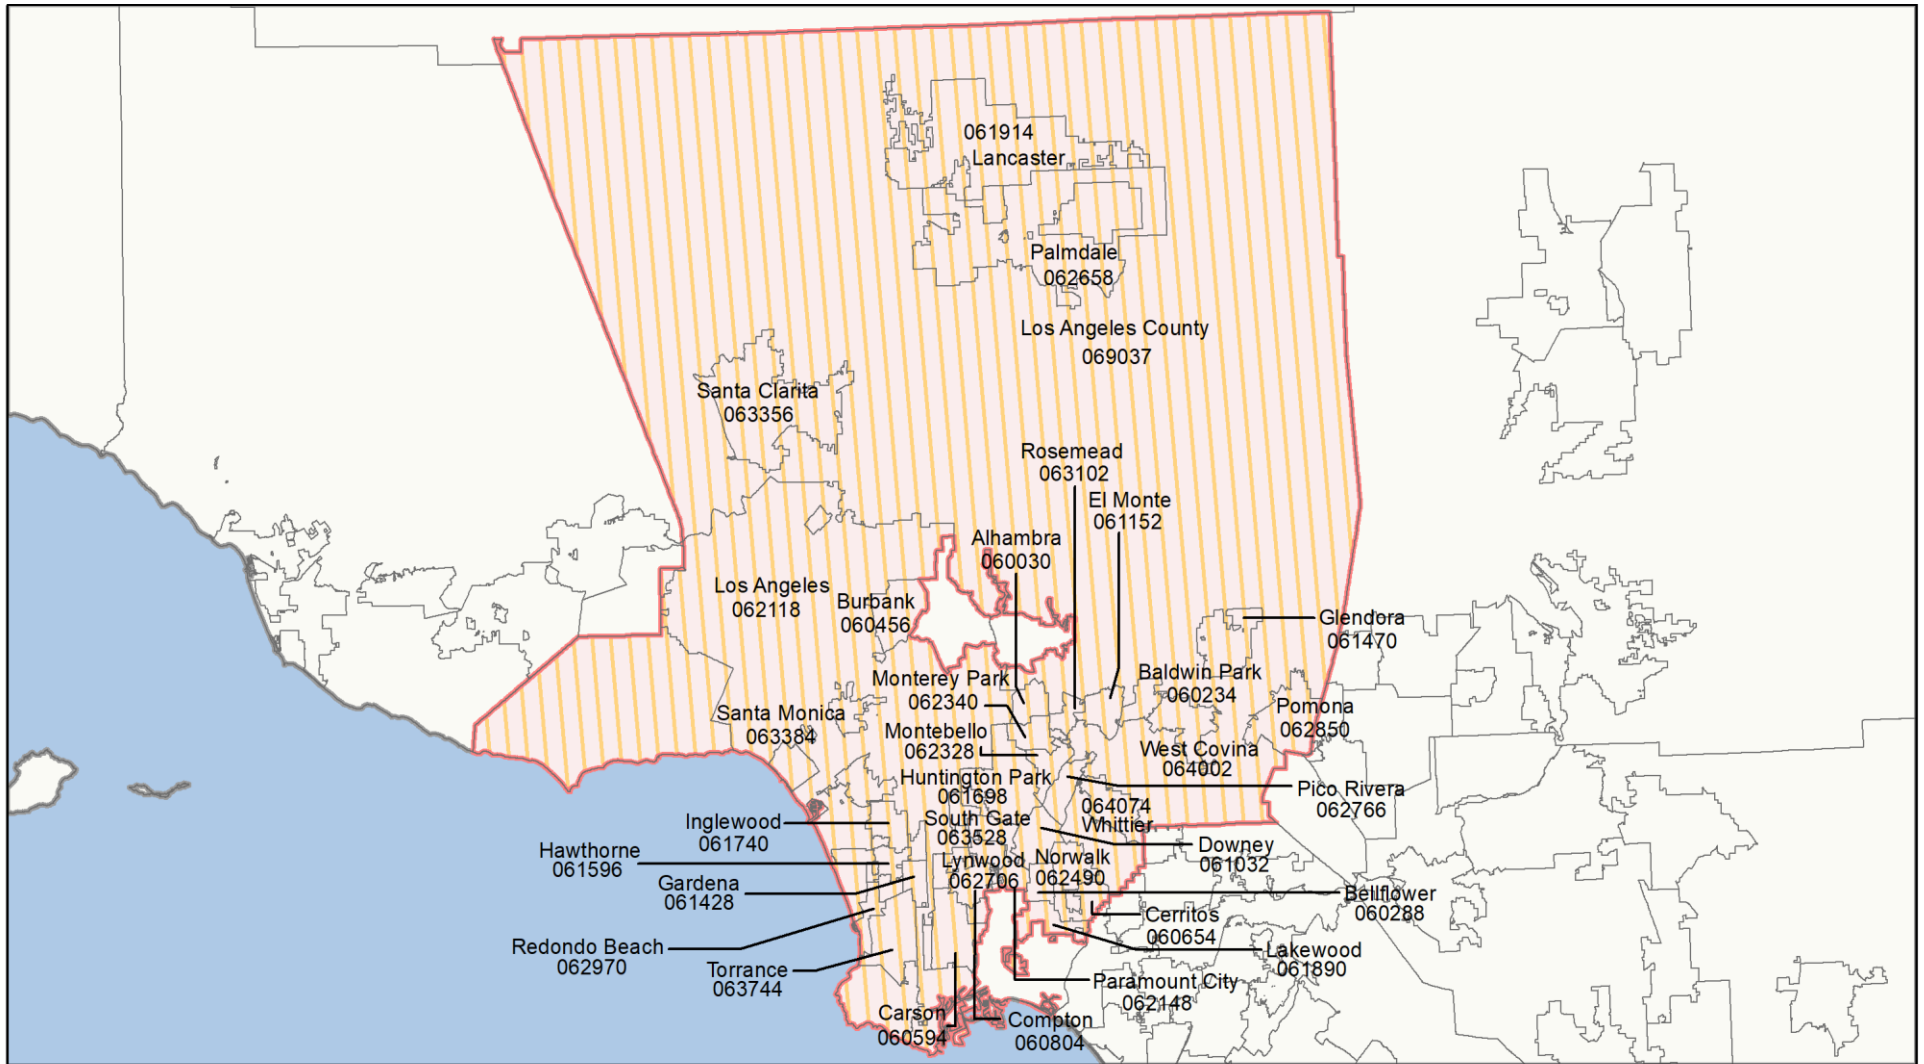 061914
Lancaster
Palmdale
062658
Los Angeles County
069037
Santa Clarita
063356
Rosemead
063102
El Monte
061152
Alhambra
060030
Los Angeles
062118
Burbank
060456
Glendora
061470
Monterey Park
062340
Baldwin Park
060234
Pomona
062850
Santa Monica
063384
Montebello
062328
West Covina
064002
Huntington Park
061698
Pico Rivera
062766
064074
Whittier
Inglewood
061740
South Gate
063528
Hawthorne
061596
Lynwood
062706
Norwalk
062490
Downey
061032
Gardena
061428
Bellflower
060288
Cerritos
060654
Redondo Beach
062970
Lakewood
061890
Torrance
063744
Paramount City
062148
Carson
060594
Compton
060804